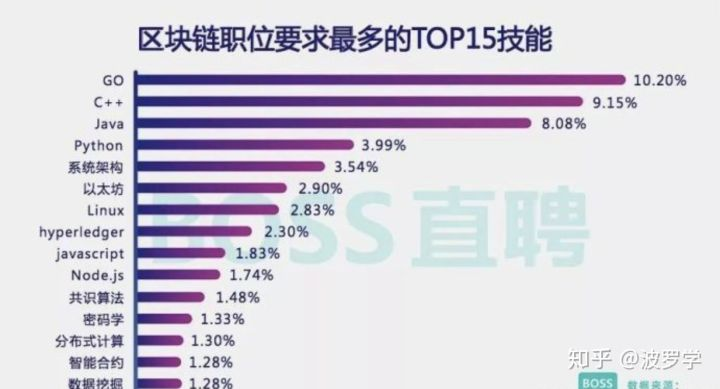 区块链职位要求最多的TOP15技能
GO 10.20%
C++ 9.15%
Java 8.08%
Python 3.99%
系统架构 3.54%
以太坊 2.90%
Linux 2.83%
hyperledger 2.30%
javascript 1.83%
Node.js 1.74%
共识算法 1.48%
密码学 1.33%
分布式计算 1.30%
智能合约 1.28%
数据挖掘 1.28%
BOSS直聘
知乎 @波罗学
BOSS 数据来源：